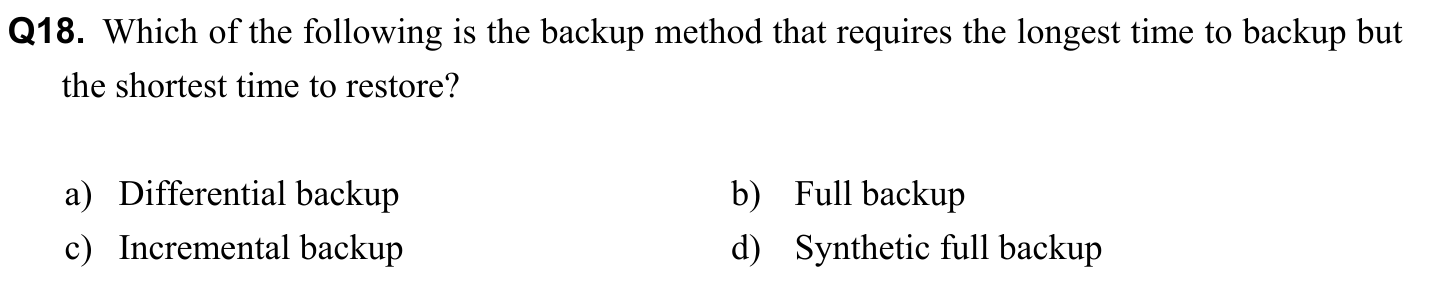 Q18. Which of the following is the backup method that requires the longest time to backup but
the shortest time to restore?
a) Differential backup b) Full backup
c) Incremental backup d) Synthetic full backup